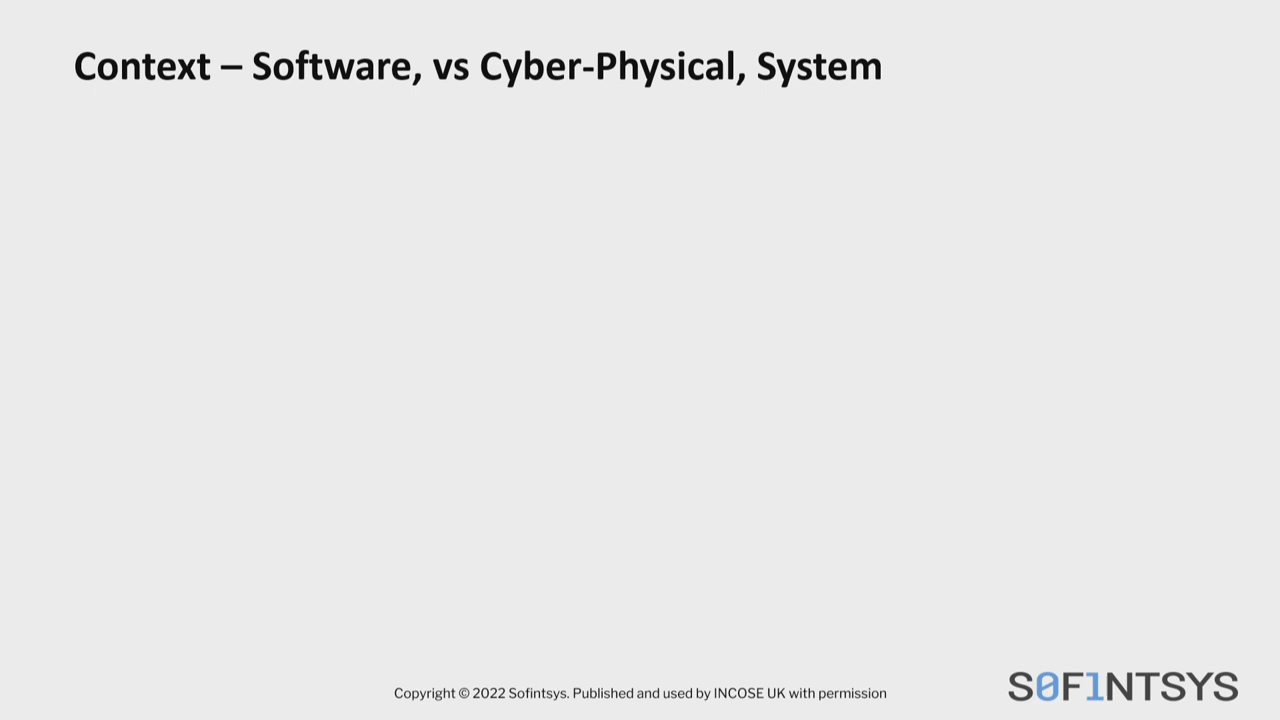 Context – Software, vs Cyber-Physical, System
Copyright © 2022 Sofintsys. Published and used by INCOSE UK with permission
S0F1NTSYS